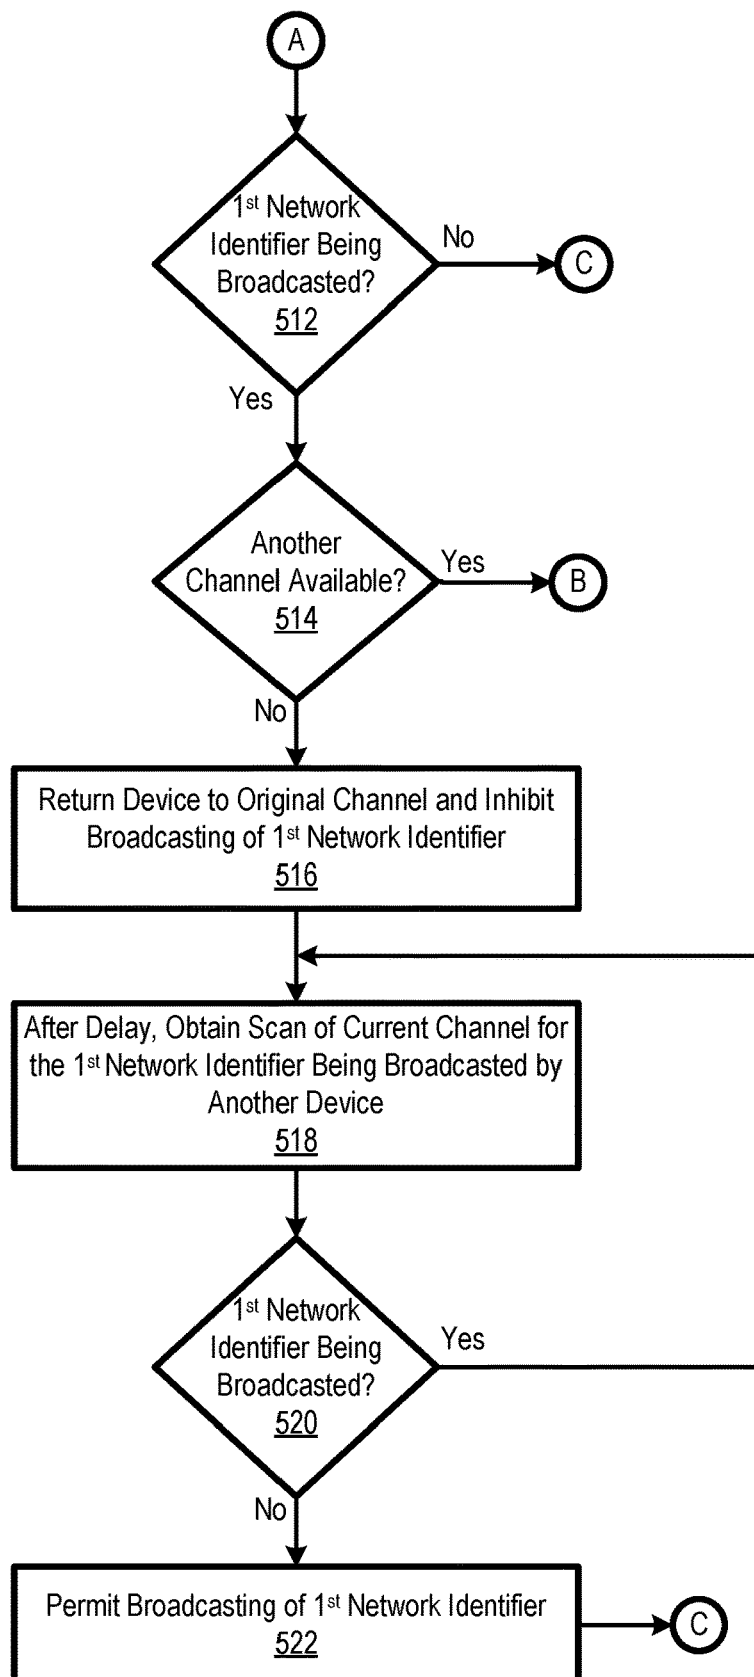 A
1st Network
Identifier Being
Broadcasted?
512
No
C
Yes
Another
Channel Available?
514
Yes
B
No
Return Device to Original Channel and Inhibit
Broadcasting of 1st Network Identifier
516
After Delay, Obtain Scan of Current Channel for
the 1st Network Identifier Being Broadcasted by
Another Device
518
1st Network
Identifier Being
Broadcasted?
520
Yes
No
Permit Broadcasting of 1st Network Identifier
522
C